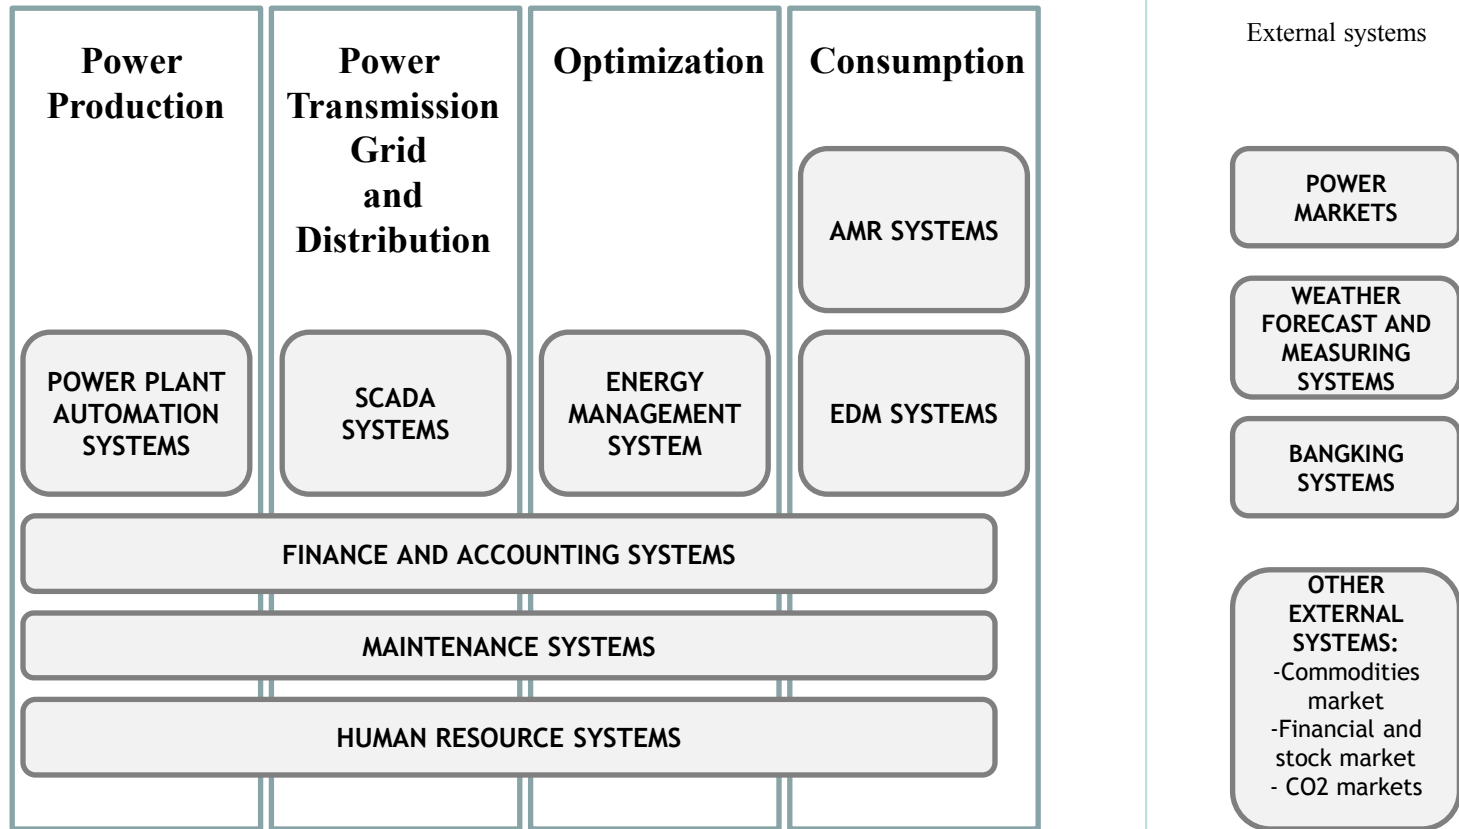 Power
Production
Power
Transmission
Grid
and
Distribution
Optimization
Consumption
External systems
AMR SYSTEMS
POWER PLANT
AUTOMATION
SYSTEMS
SCADA
SYSTEMS
ENERGY
MANAGEMENT
SYSTEM
EDM SYSTEMS
FINANCE AND ACCOUNTING SYSTEMS
MAINTENANCE SYSTEMS
HUMAN RESOURCE SYSTEMS
POWER
MARKETS
WEATHER
FORECAST AND
MEASURING
SYSTEMS
BANGKING
SYSTEMS
OTHER
EXTERNAL
SYSTEMS:
-Commodities
market
-Financial and
stock market
- CO2 markets